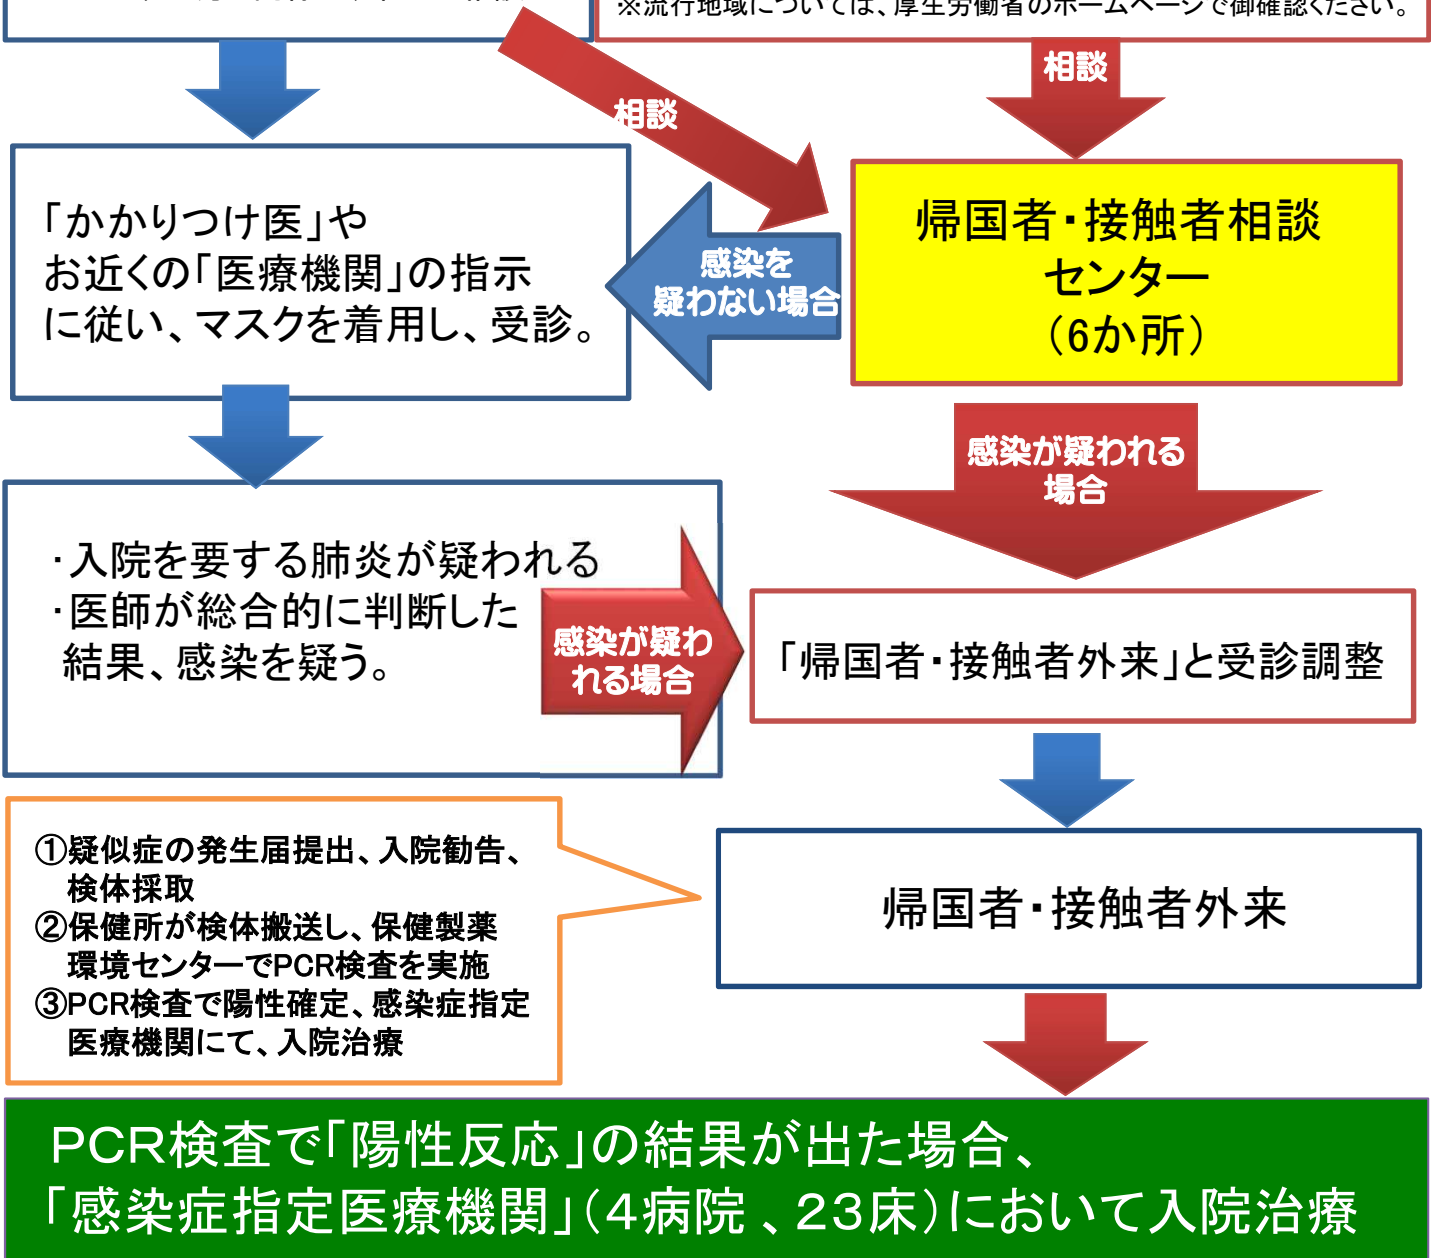 ※流行地域については、厚生労働省のホームページで御確認ください。
相談
相談
「かかりつけ医」や
お近くの「医療機関」の指示
に従い、マスクを着用し、受診。
感染を
疑わない場合
帰国者・接触者相談
センター
（6か所）
感染が疑われる
場合
・入院を要する肺炎が疑われる
・医師が総合的に判断した
結果、感染を疑う。
感染が疑わ
れる場合
「帰国者・接触者外来」と受診調整
①疑似症の発生届提出、入院勧告、
検体採取
②保健所が検体搬送し、保健製薬
環境センターでPCR検査を実施
③PCR検査で陽性確定、感染症指定
医療機関にて、入院治療
帰国者・接触者外来
ＰＣＲ検査で「陽性反応」の結果が出た場合、
「感染症指定医療機関」（４病院 、２３床）において入院治療